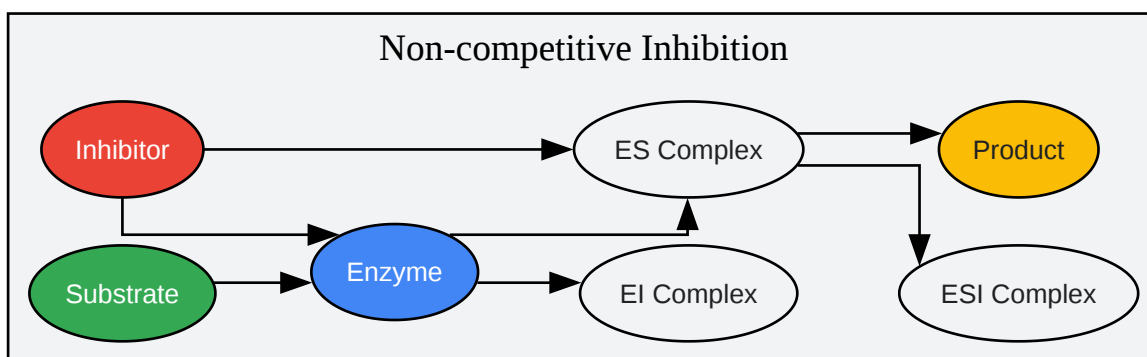 Non-competitive Inhibition
Inhibitor
ES Complex
Product
Substrate
Enzyme
EI Complex
ESI Complex